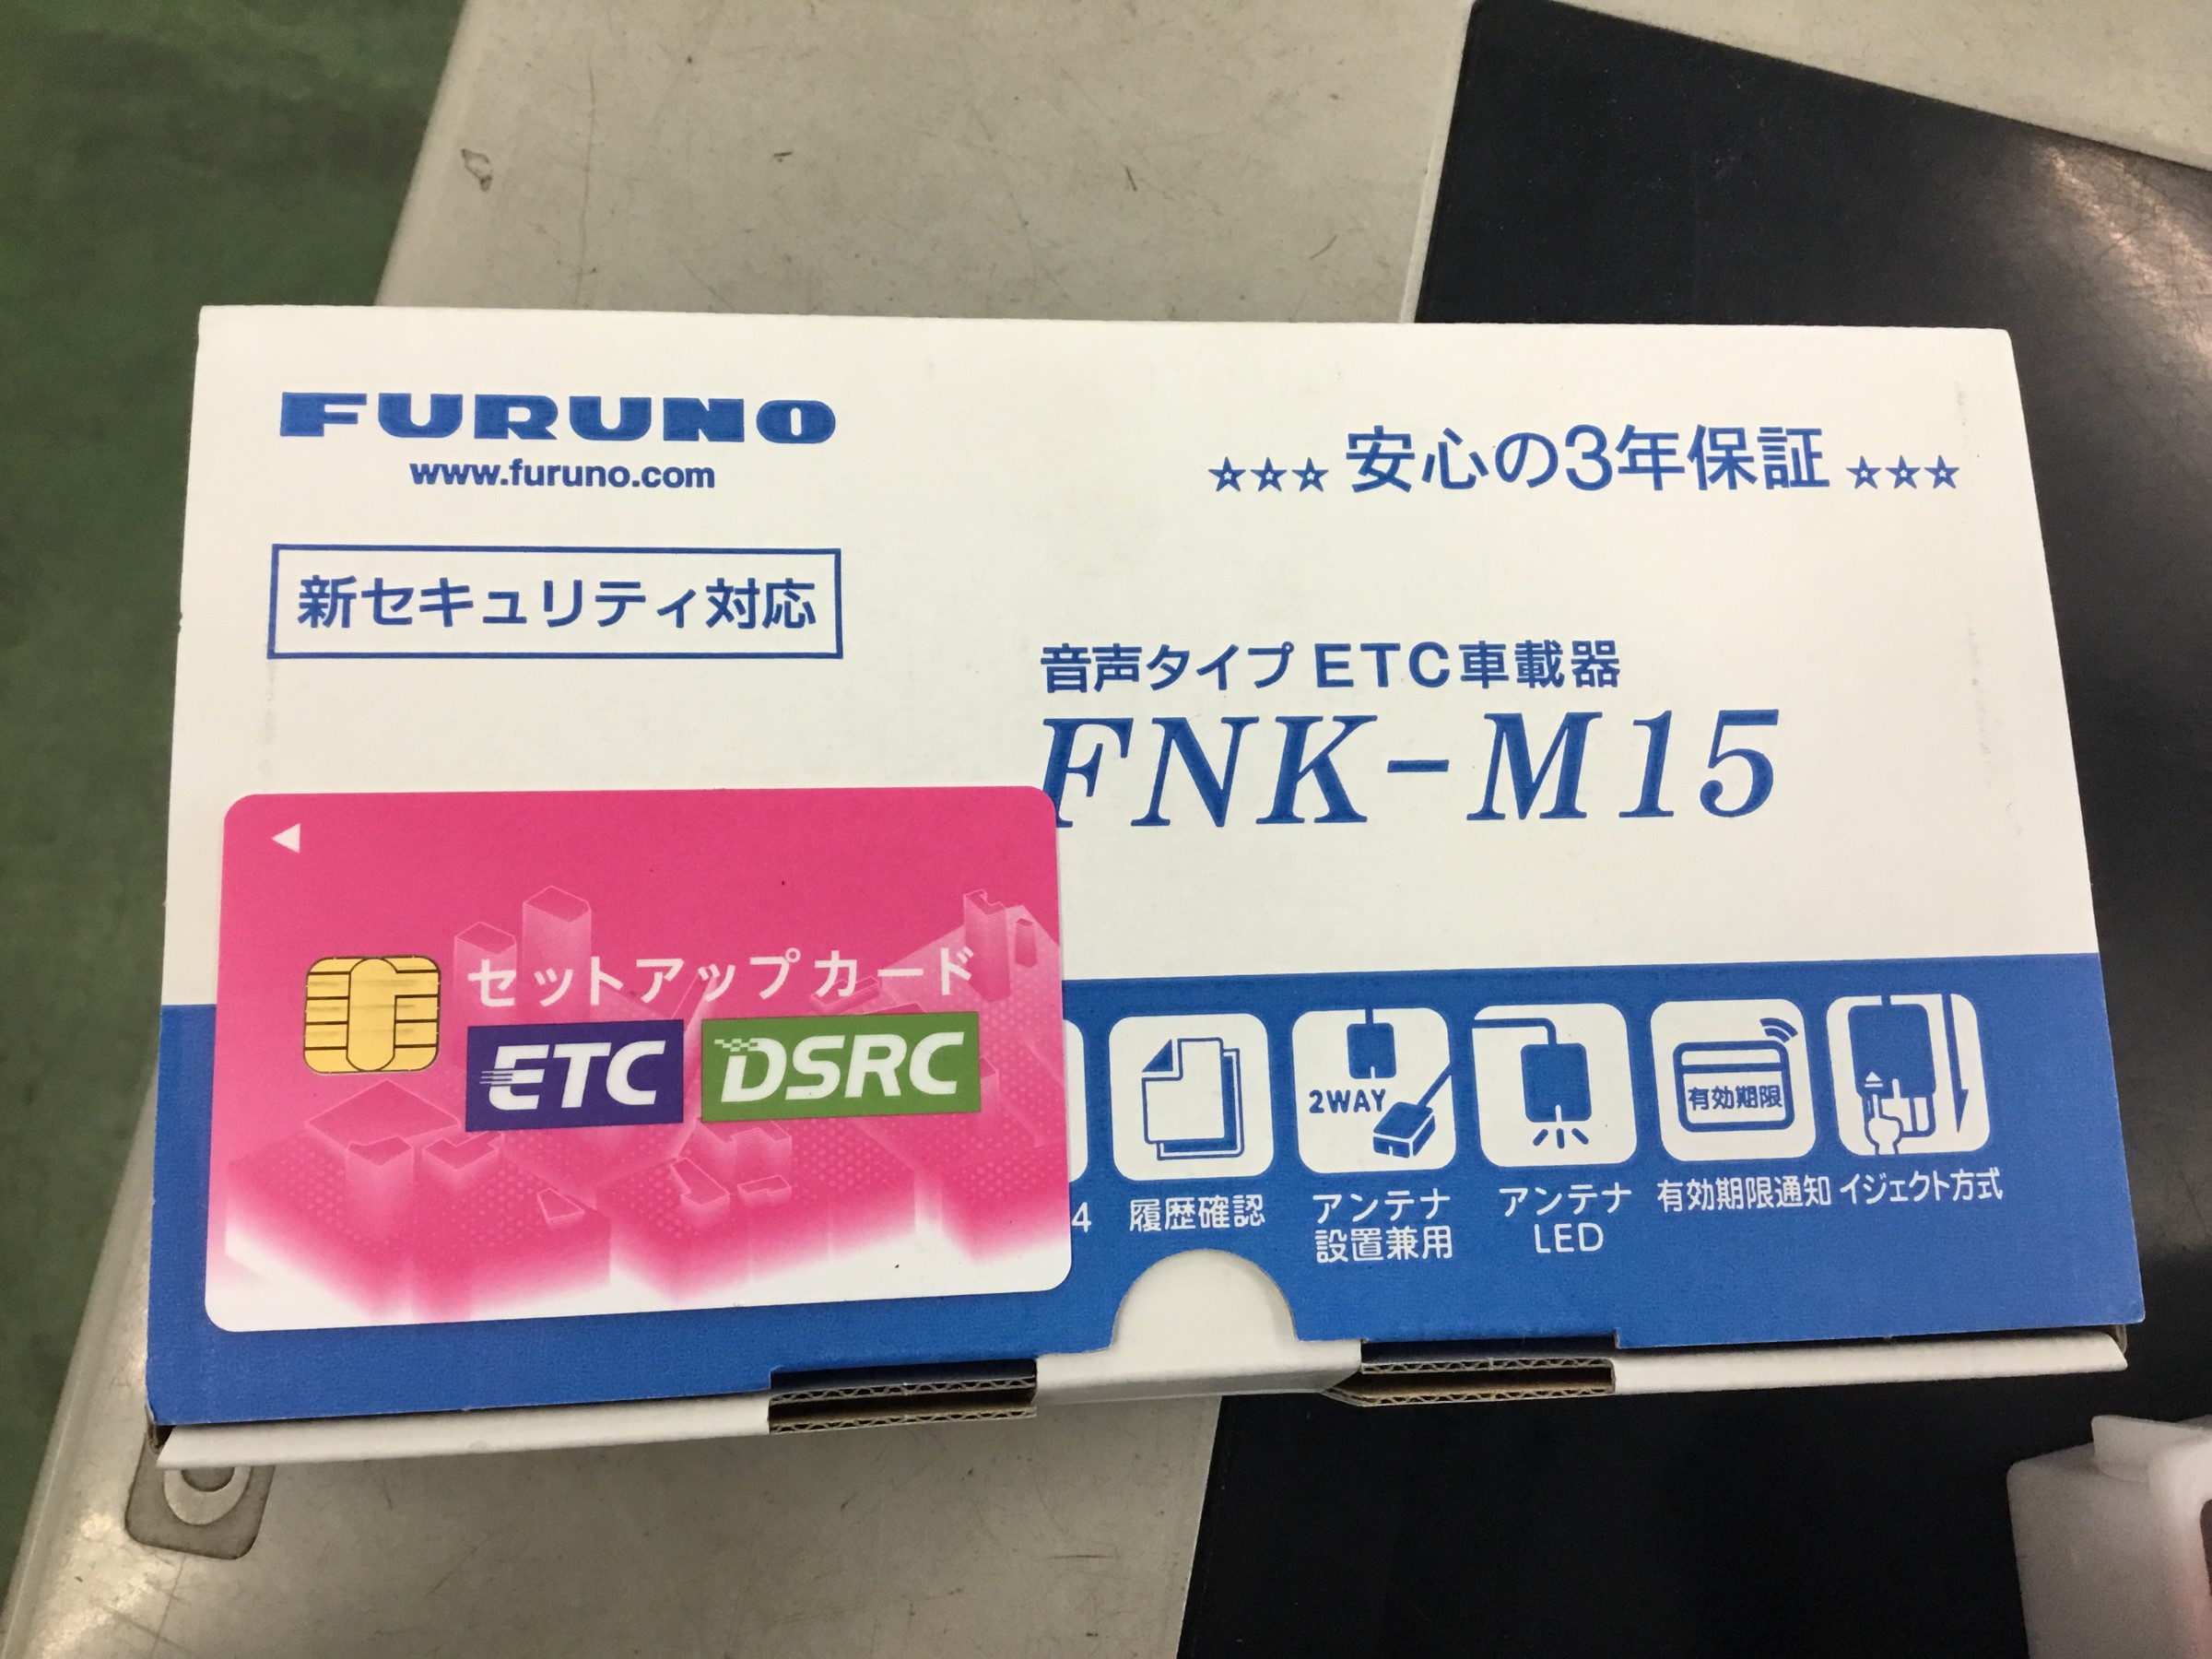 FURUNO
www.furuno.com
☆☆☆ 安心の3年保証 ☆☆☆
新セキュリティ対応
音声タイプ ETC車載器
FNK-M15
セットアップカード
ETC DSRC
2WAY
有効期限
4
履歴確認
アンテナ
設置兼用
アンテナ
LED
有効期限通知
イジェクト方式